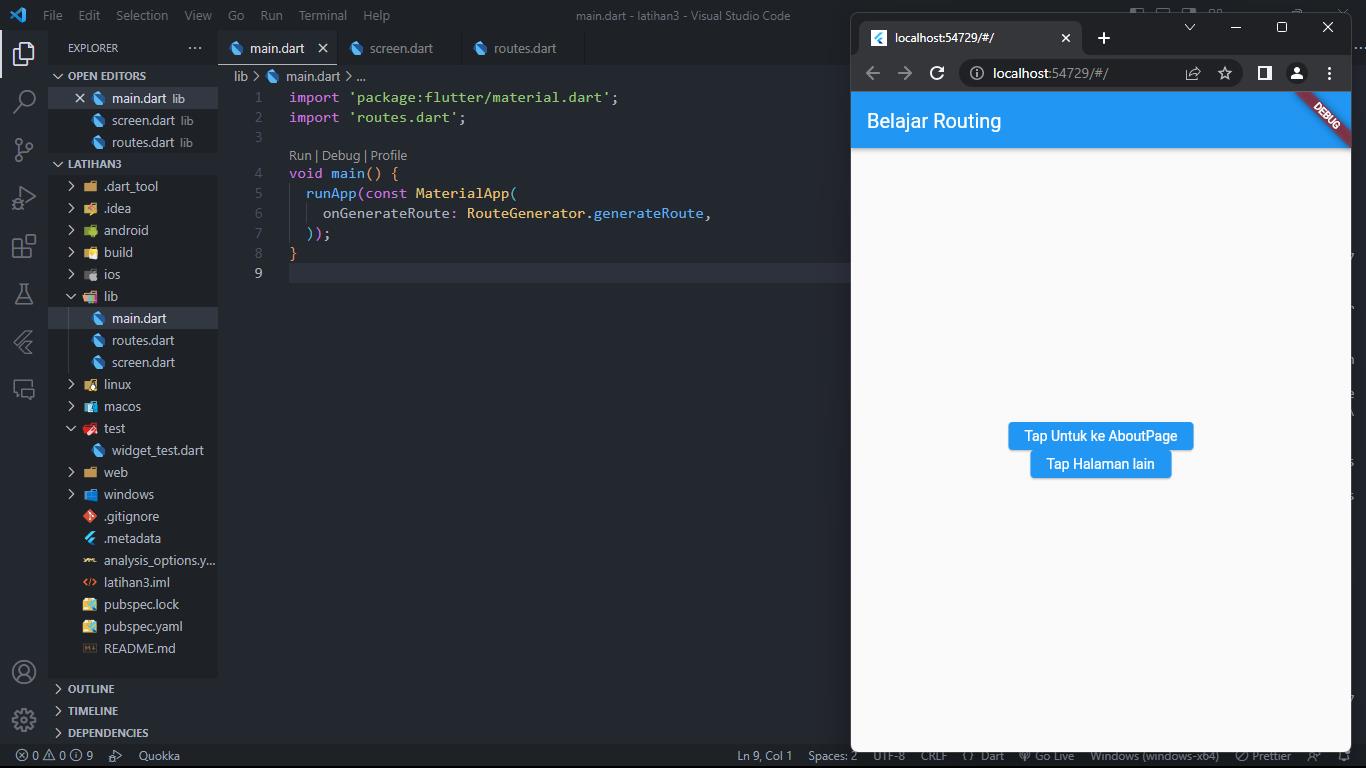 File Edit Selection View Go Run Terminal Help
main.dart - latihan3 - Visual Studio Code
EXPLORER
OPEN EDITORS
main.dart lib
screen.dart lib
routes.dart lib
LATIHAN3
.dart_tool
.idea
android
build
ios
lib
main.dart
routes.dart
screen.dart
linux
macos
test
widget_test.dart
web
windows
.gitignore
.metadata
analysis_options.y...
latihan3.iml
pubspec.lock
pubspec.yaml
README.md
OUTLINE
TIMELINE
DEPENDENCIES
main.dart screen.dart routes.dart
lib > main.dart > ...
1 import 'package:flutter/material.dart';
2 import 'routes.dart';
3
Run | Debug | Profile
4 void main() {
5 runApp(const MaterialApp(
6 onGenerateRoute: RouteGenerator.generateRoute,
7 ));
8 }
9
localhost:54729/#/
localhost:54729/#/
Belajar Routing
DEBUG
Tap Untuk ke AboutPage
Tap Halaman lain
0 0 9 Quokka Ln 9, Col 1 Spaces: 2 UTF-8 CRLF {} Dart Go Live Windows (windows-x64) Prettier